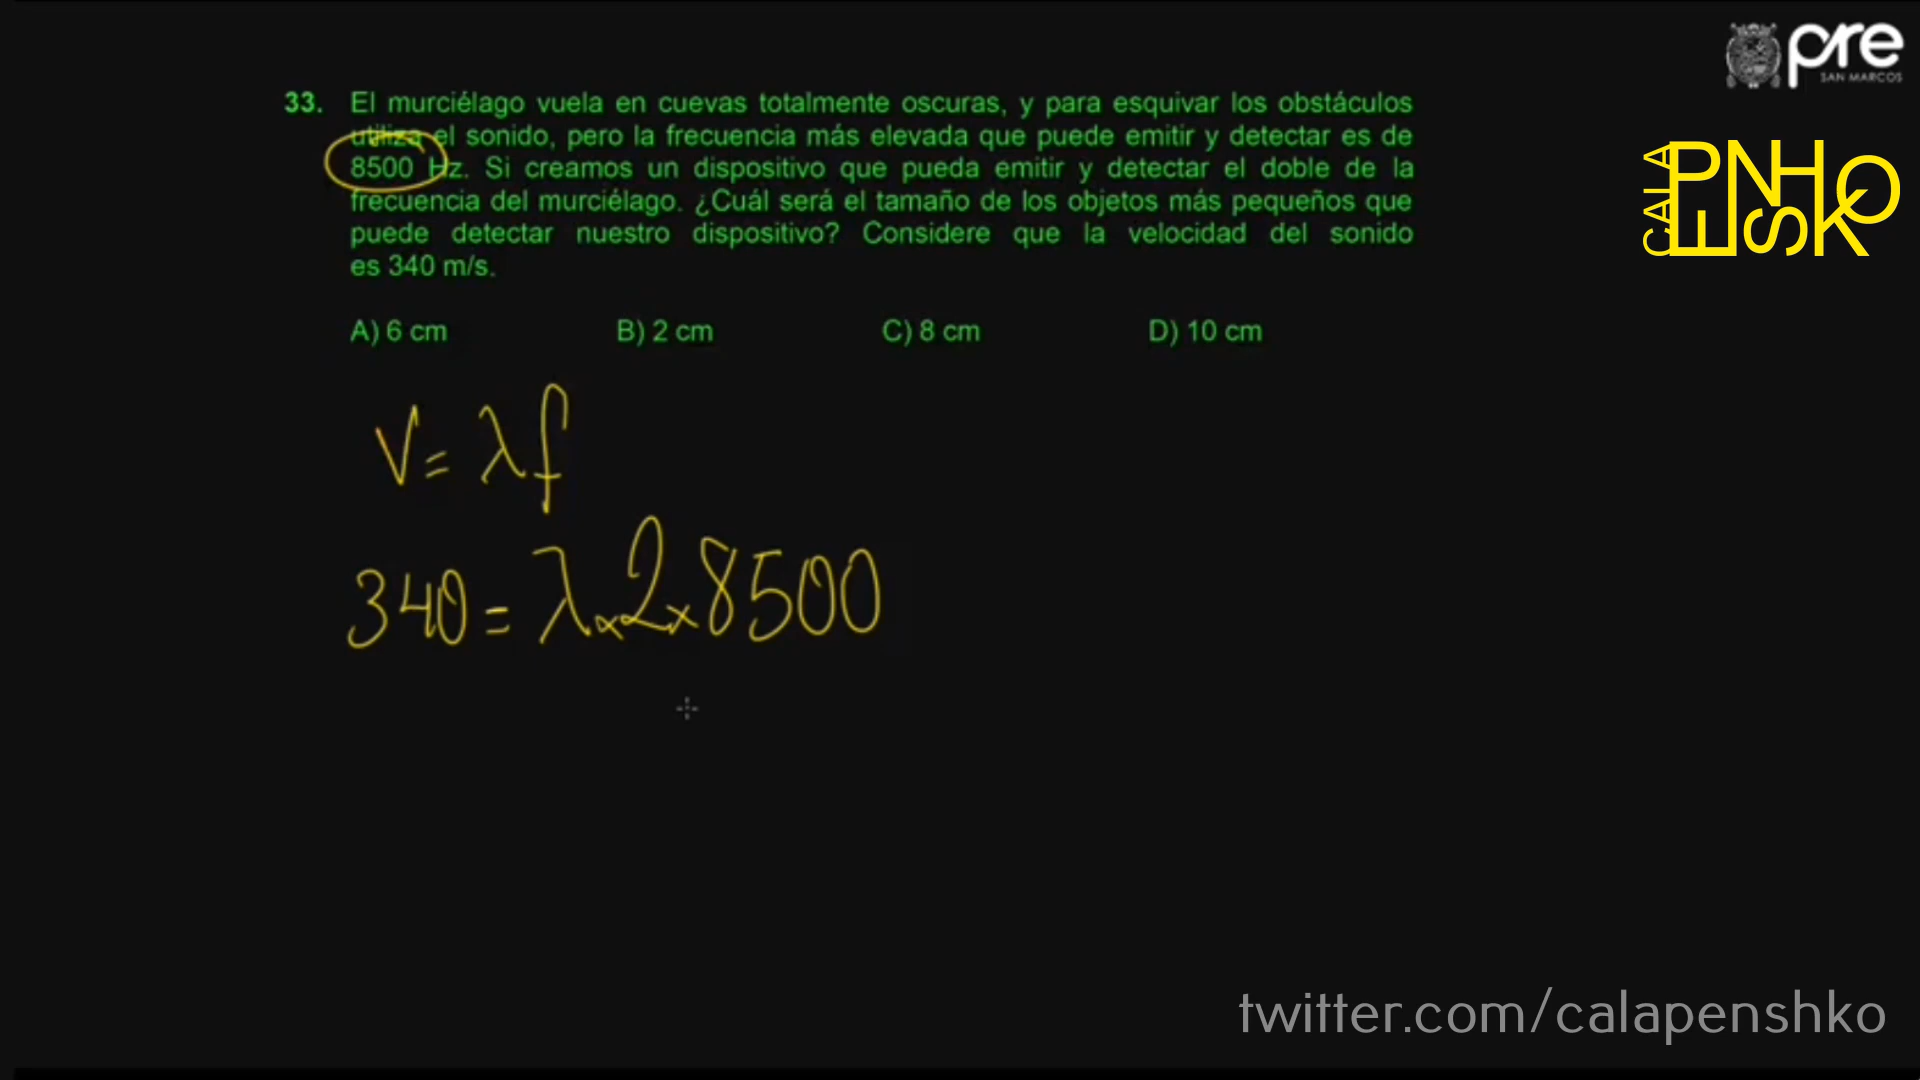 pre
SAN MARCOS
33. El murciélago vuela en cuevas totalmente oscuras, y para esquivar los obstáculos
utiliza el sonido, pero la frecuencia más elevada que puede emitir y detectar es de
8500 Hz. Si creamos un dispositivo que pueda emitir y detectar el doble de la
frecuencia del murciélago. ¿Cuál será el tamaño de los objetos más pequeños que
puede detectar nuestro dispositivo? Considere que la velocidad del sonido
es 340 m/s.
A) 6 cm B) 2 cm C) 8 cm D) 10 cm
CALA PENSHKO
V = λf
340 = λ x 2 x 8500
twitter.com/calapenshko